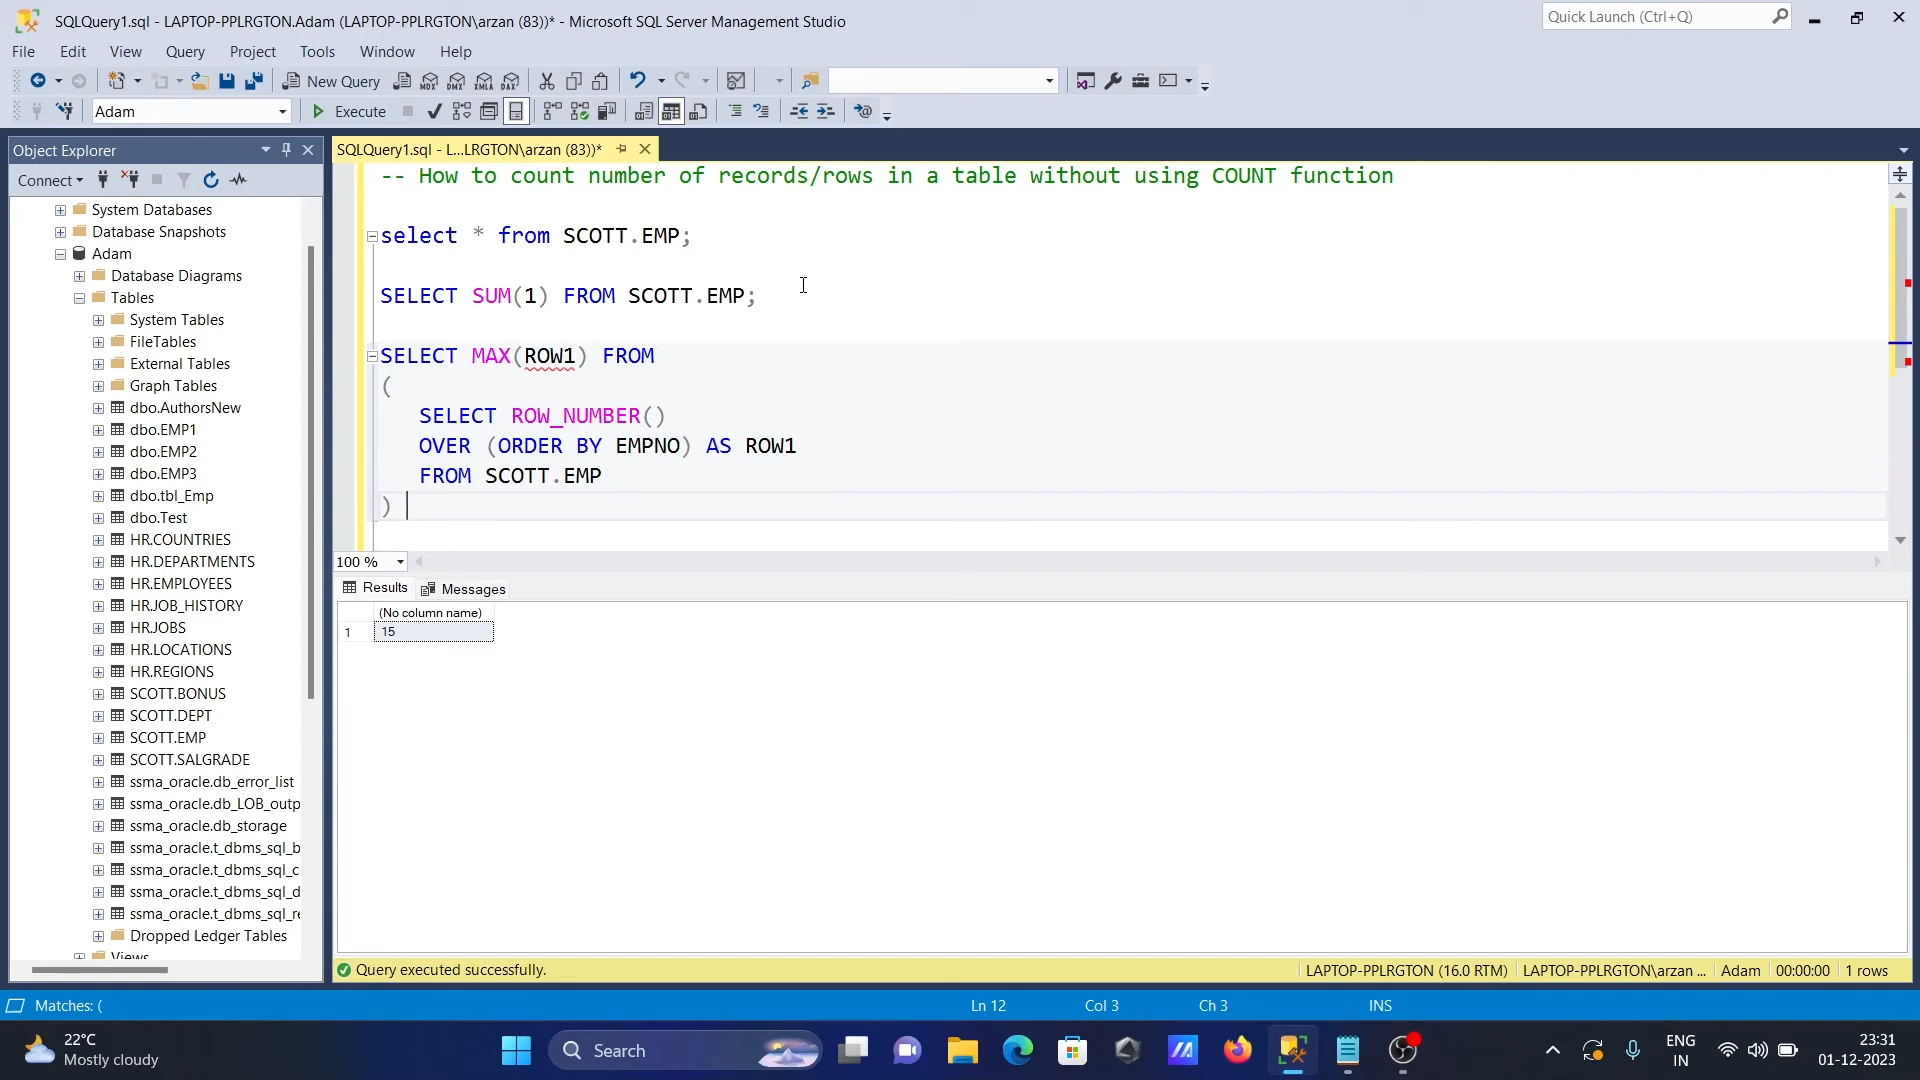 SQLQuery1.sql - LAPTOP-PPLRGTON.Adam (LAPTOP-PPLRGTON\arzan (83))* - Microsoft SQL Server Management Studio
Quick Launch (Ctrl+Q)
File Edit View Query Project Tools Window Help
New Query MDX DMX XMLA DAX
Adam Execute
Object Explorer
SQLQuery1.sql - L...LRGTON\arzan (83))*
Connect
System Databases
Database Snapshots
Adam
Database Diagrams
Tables
System Tables
FileTables
External Tables
Graph Tables
dbo.AuthorsNew
dbo.EMP1
dbo.EMP2
dbo.EMP3
dbo.tbl_Emp
dbo.Test
HR.COUNTRIES
HR.DEPARTMENTS
HR.EMPLOYEES
HR.JOB_HISTORY
HR.JOBS
HR.LOCATIONS
HR.REGIONS
SCOTT.BONUS
SCOTT.DEPT
SCOTT.EMP
SCOTT.SALGRADE
ssma_oracle.db_error_list
ssma_oracle.db_LOB_outp
ssma_oracle.db_storage
ssma_oracle.t_dbms_sql_b
ssma_oracle.t_dbms_sql_c
ssma_oracle.t_dbms_sql_d
ssma_oracle.t_dbms_sql_re
Dropped Ledger Tables
Views
-- How to count number of records/rows in a table without using COUNT function
select * from SCOTT.EMP;
SELECT SUM(1) FROM SCOTT.EMP;
SELECT MAX(ROW1) FROM
(
SELECT ROW_NUMBER()
OVER (ORDER BY EMPNO) AS ROW1
FROM SCOTT.EMP
)
100 %
Results Messages
(No column name)
1 15
Query executed successfully.
LAPTOP-PPLRGTON (16.0 RTM) LAPTOP-PPLRGTON\arzan ... Adam 00:00:00 1 rows
Matches: (
Ln 12 Col 3 Ch 3 INS
22°C
Mostly cloudy
Search
ENG
IN
23:31
01-12-2023